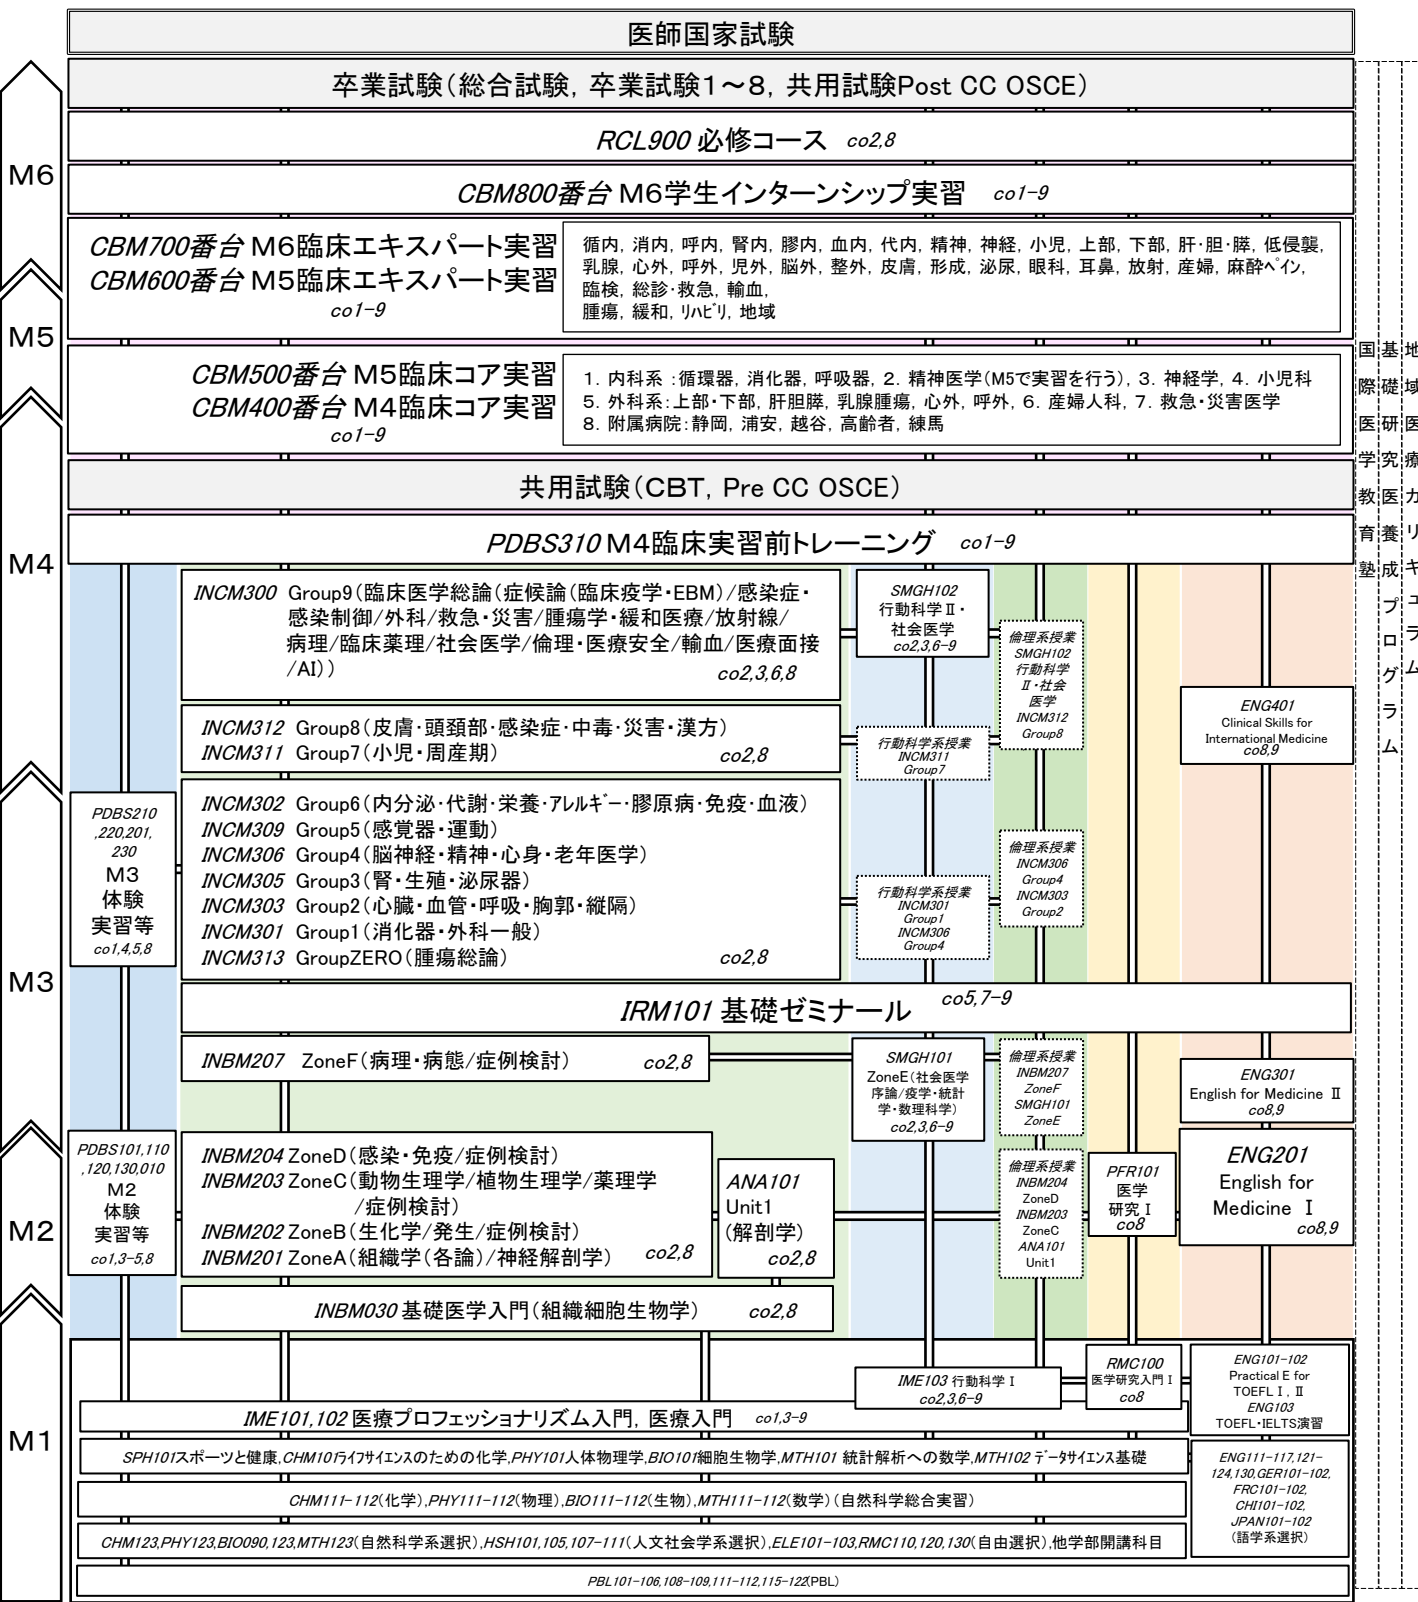 医師国家試験
卒業試験(総合試験, 卒業試験1～8, 共用試験Post CC OSCE)
RCL900 必修コース co2,8
M6
CBM800番台 M6学生インターンシップ実習 co1-9
CBM700番台 M6臨床エキスパート実習
CBM600番台 M5臨床エキスパート実習
co1-9
循内, 消内, 呼内, 腎内, 膠内, 血内, 代内, 精神, 神経, 小児, 上部, 下部, 肝・胆・膵, 低侵襲,
乳腺, 心外, 呼外, 児外, 脳外, 整外, 皮膚, 形成, 泌尿, 眼科, 耳鼻, 放射, 産婦, 麻酔ペイン,
臨検, 総診・救急, 輸血,
腫瘍, 緩和, リハビリ, 地域
M5
CBM500番台 M5臨床コア実習
CBM400番台 M4臨床コア実習
co1-9
1. 内科系 :循環器, 消化器, 呼吸器, 2. 精神医学(M5で実習を行う), 3. 神経学, 4. 小児科
5. 外科系:上部・下部, 肝胆膵, 乳腺腫瘍, 心外, 呼外, 6. 産婦人科, 7. 救急・災害医学
8. 附属病院:静岡, 浦安, 越谷, 高齢者, 練馬
国際医学教育塾
基礎研究医養成プログラム
地域医療カリキュラム
共用試験(CBT, Pre CC OSCE)
PDBS310 M4臨床実習前トレーニング co1-9
M4
INCM300 Group9(臨床医学総論(症候論(臨床疫学・EBM)/感染症・
感染制御/外科/救急・災害/腫瘍学・緩和医療/放射線/
病理/臨床薬理/社会医学/倫理・医療安全/輸血/医療面接
/AI))
co2,3,6,8
SMGH102
行動科学Ⅱ・
社会医学
co2,3,6-9
倫理系授業
SMGH102
行動科学
Ⅱ・社会
医学
INCM312
Group8
ENG401
Clinical Skills for
International Medicine
co8,9
INCM312 Group8(皮膚・頭頸部・感染症・中毒・災害・漢方)
INCM311 Group7(小児・周産期)
co2,8
行動科学系授業
INCM311
Group7
PDBS210
,220,201,
230
M3
体験
実習等
co1,4,5,8
INCM302 Group6(内分泌・代謝・栄養・アレルギー・膠原病・免疫・血液)
INCM309 Group5(感覚器・運動)
INCM306 Group4(脳神経・精神・心身・老年医学)
INCM305 Group3(腎・生殖・泌尿器)
INCM303 Group2(心臓・血管・呼吸・胸郭・縦隔)
INCM301 Group1(消化器・外科一般)
INCM313 GroupZERO(腫瘍総論)
co2,8
行動科学系授業
INCM301
Group1
INCM306
Group4
倫理系授業
INCM306
Group4
INCM303
Group2
M3
IRM101 基礎ゼミナール co5,7-9
INBM207 ZoneF(病理・病態/症例検討) co2,8
SMGH101
ZoneE(社会医学
序論/疫学・統計
学・数理科学)
co2,3,6-9
倫理系授業
INBM207
ZoneF
SMGH101
ZoneE
ENG301
English for Medicine Ⅱ
co8,9
M2
PDBS101,110
,120,130,010
M2
体験
実習等
co1,3-5,8
INBM204 ZoneD(感染・免疫/症例検討)
INBM203 ZoneC(動物生理学/植物生理学/薬理学
/症例検討)
INBM202 ZoneB(生化学/発生/症例検討)
INBM201 ZoneA(組織学(各論)/神経解剖学)
co2,8
ANA101
Unit1
(解剖学)
co2,8
倫理系授業
INBM204
ZoneD
INBM203
ZoneC
ANA101
Unit1
PFR101
医学
研究Ⅰ
co8
ENG201
English for
Medicine Ⅰ
co8,9
INBM030 基礎医学入門(組織細胞生物学) co2,8
M1
IME103 行動科学Ⅰ
co2,3,6-9
RMC100
医学研究入門Ⅰ
co8
ENG101-102
Practical E for
TOEFLⅠ, Ⅱ
ENG103
TOEFL・IELTS演習
IME101,102 医療プロフェッショナリズム入門, 医療入門 co1,3-9
SPH101スポーツと健康,CHM101ライフサイエンスのための化学,PHY101人体物理学,BIO101細胞生物学,MTH101 統計解析への数学,MTH102 データサイエンス基礎
CHM111-112(化学),PHY111-112(物理),BIO111-112(生物),MTH111-112(数学)(自然科学総合実習)
CHM123,PHY123,BIO090,123,MTH123(自然科学系選択),HSH101,105,107-111(人文社会学系選択),ELE101-103,RMC110,120,130(自由選択),他学部開講科目
ENG111-117,121-
124,130,GER101-102,
FRC101-102,
CHI101-102,
JPAN101-102
(語学系選択)
PBL101-106,108-109,111-112,115-122(PBL)